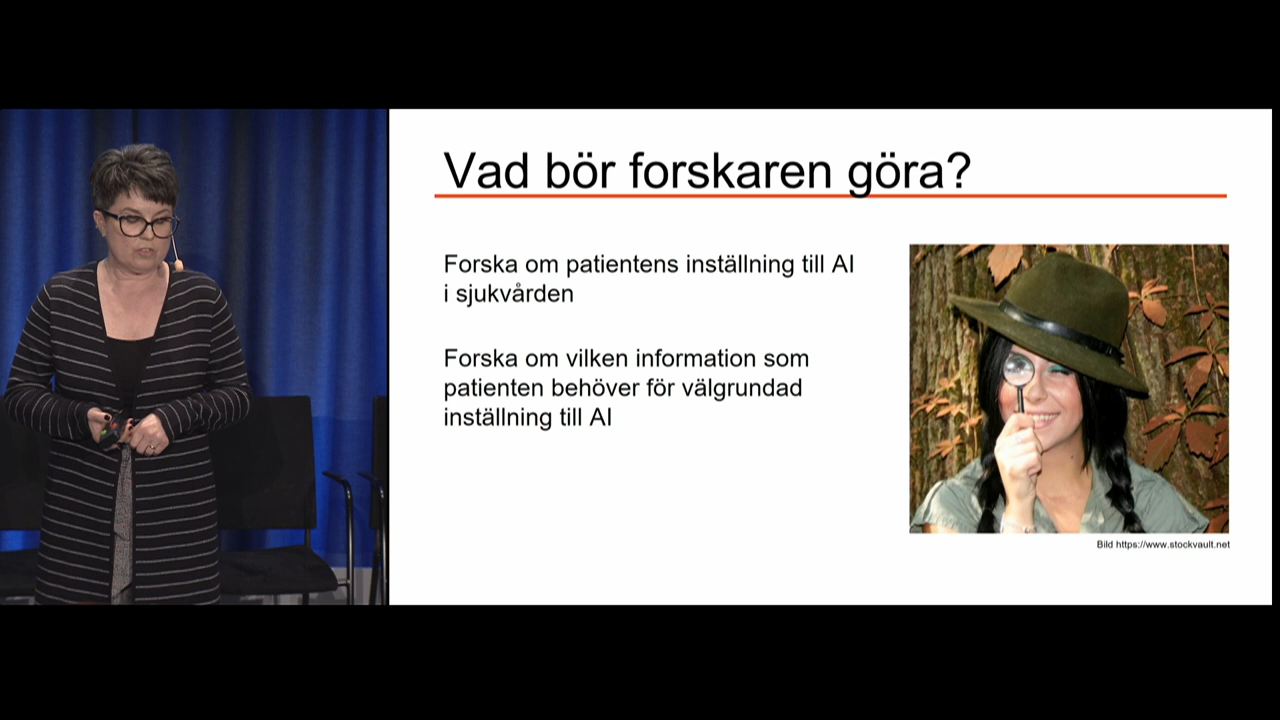 Vad bör forskaren göra?
Forska om patientens inställning till AI
i sjukvården
Forska om vilken information som
patienten behöver för välgrundad
inställning till AI
Bild https://www.stockvault.net